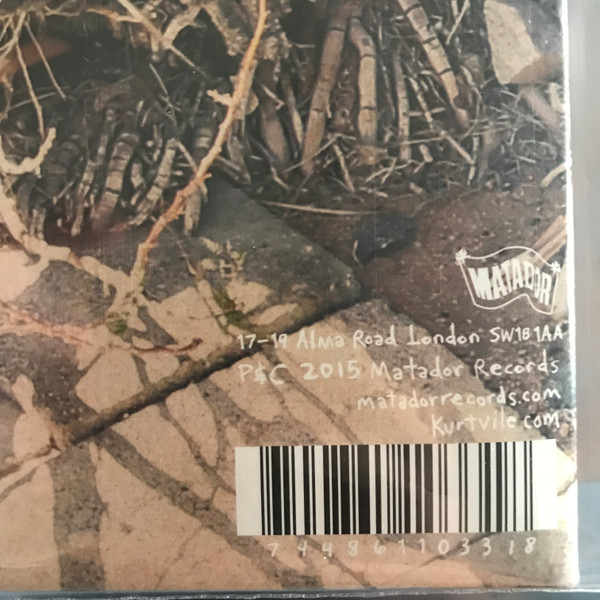 MATADOR
17-19 Alma Road London SW18 1AA
P&C 2015 Matador Records
matadorrecords.com
Kurtvile.com
7 44861 10331 8